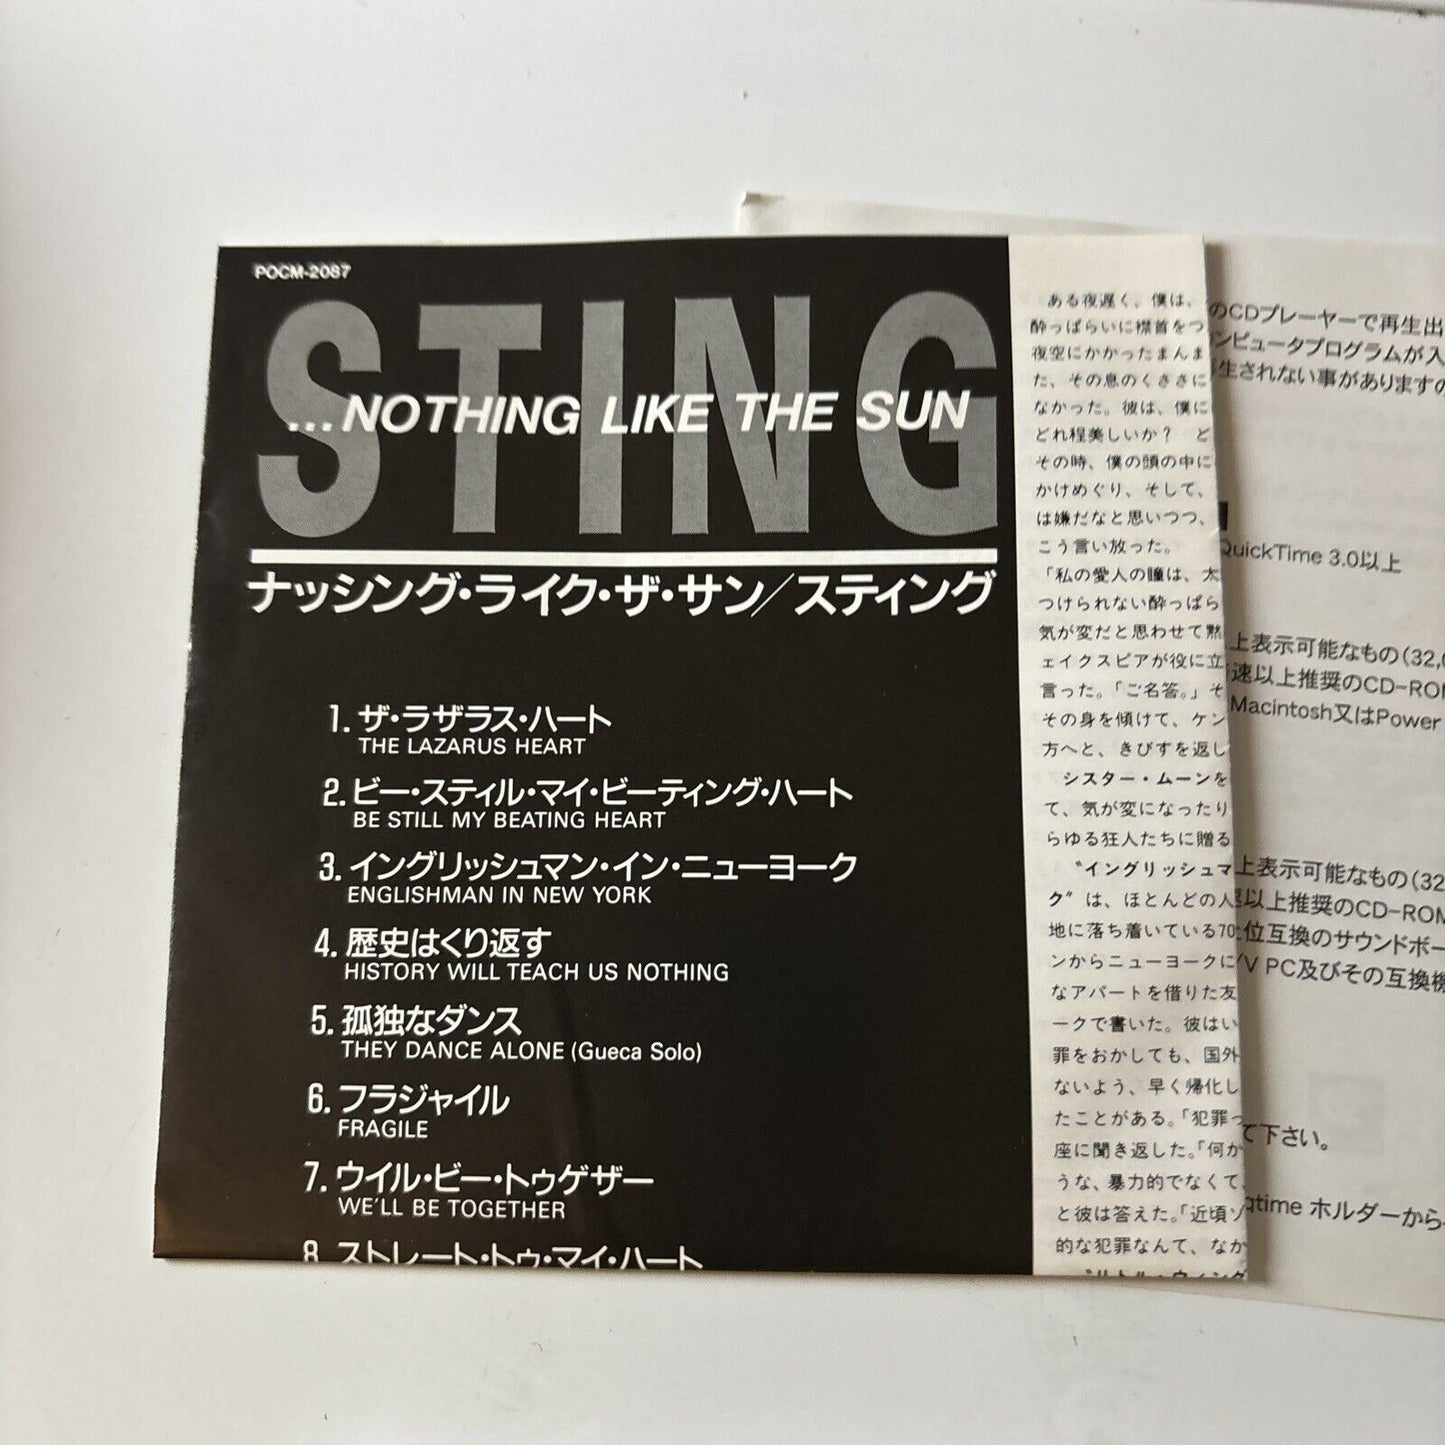 POCM-2087
STING
...NOTHING LIKE THE SUN
ナッシング・ライク・ザ・サン／スティング
1. ザ・ラザラス・ハート
THE LAZARUS HEART
2. ビー・スティル・マイ・ビーティング・ハート
BE STILL MY BEATING HEART
3. イングリッシュマン・イン・ニューヨーク
ENGLISHMAN IN NEW YORK
4. 歴史はくり返す
HISTORY WILL TEACH US NOTHING
5. 孤独なダンス
THEY DANCE ALONE (Gueca Solo)
6. フラジャイル
FRAGILE
7. ウイル・ビー・トゥゲザー
WE'LL BE TOGETHER
8 ストレート・トゥ・マイ・ハート
ある夜遅く、僕は、
酔っぱらいに襟首をつ
夜空にかかったまんま
た、その息のくささに
なかった。彼は、僕に
どれ程美しいか？　ど
その時、僕の頭の中に
かけめぐり、そして、
は嫌だなと思いつつ、
こう言い放った。
「私の愛人の瞳は、太
つけられない酔っぱら
気が変だと思わせて黙
ェイクスピアが役に立
言った。「ご名答。」そ
その身を傾けて、ケン
方へと、きびすを返し
シスター・ムーンを
て、気が変になったり
らゆる狂人たちに贈る
〝イングリッシュマ
ク〟は、ほとんどの人
地に落ち着いている70
ンからニューヨークに
なアパートを借りた友
ークで書いた。彼はい
罪をおかしても、国外
ないよう、早く帰化し
たことがある。「犯罪っ
座に聞き返した。「何か
うな、暴力的でなくて、
と彼は答えた。「近頃ソ
的な犯罪なんて、なか
〝リトル・ウィング
のCDプレーヤーで再生出
ンピュータプログラムが入
生されない事がありますの
QuickTime 3.0以上
上表示可能なもの（32,0
速以上推奨のCD-ROM
Macintosh又はPower
上表示可能なもの（32
速以上推奨のCD-ROM
位互換のサウンドボー
/V PC及びその互換機
て下さい。
qtime ホルダーから